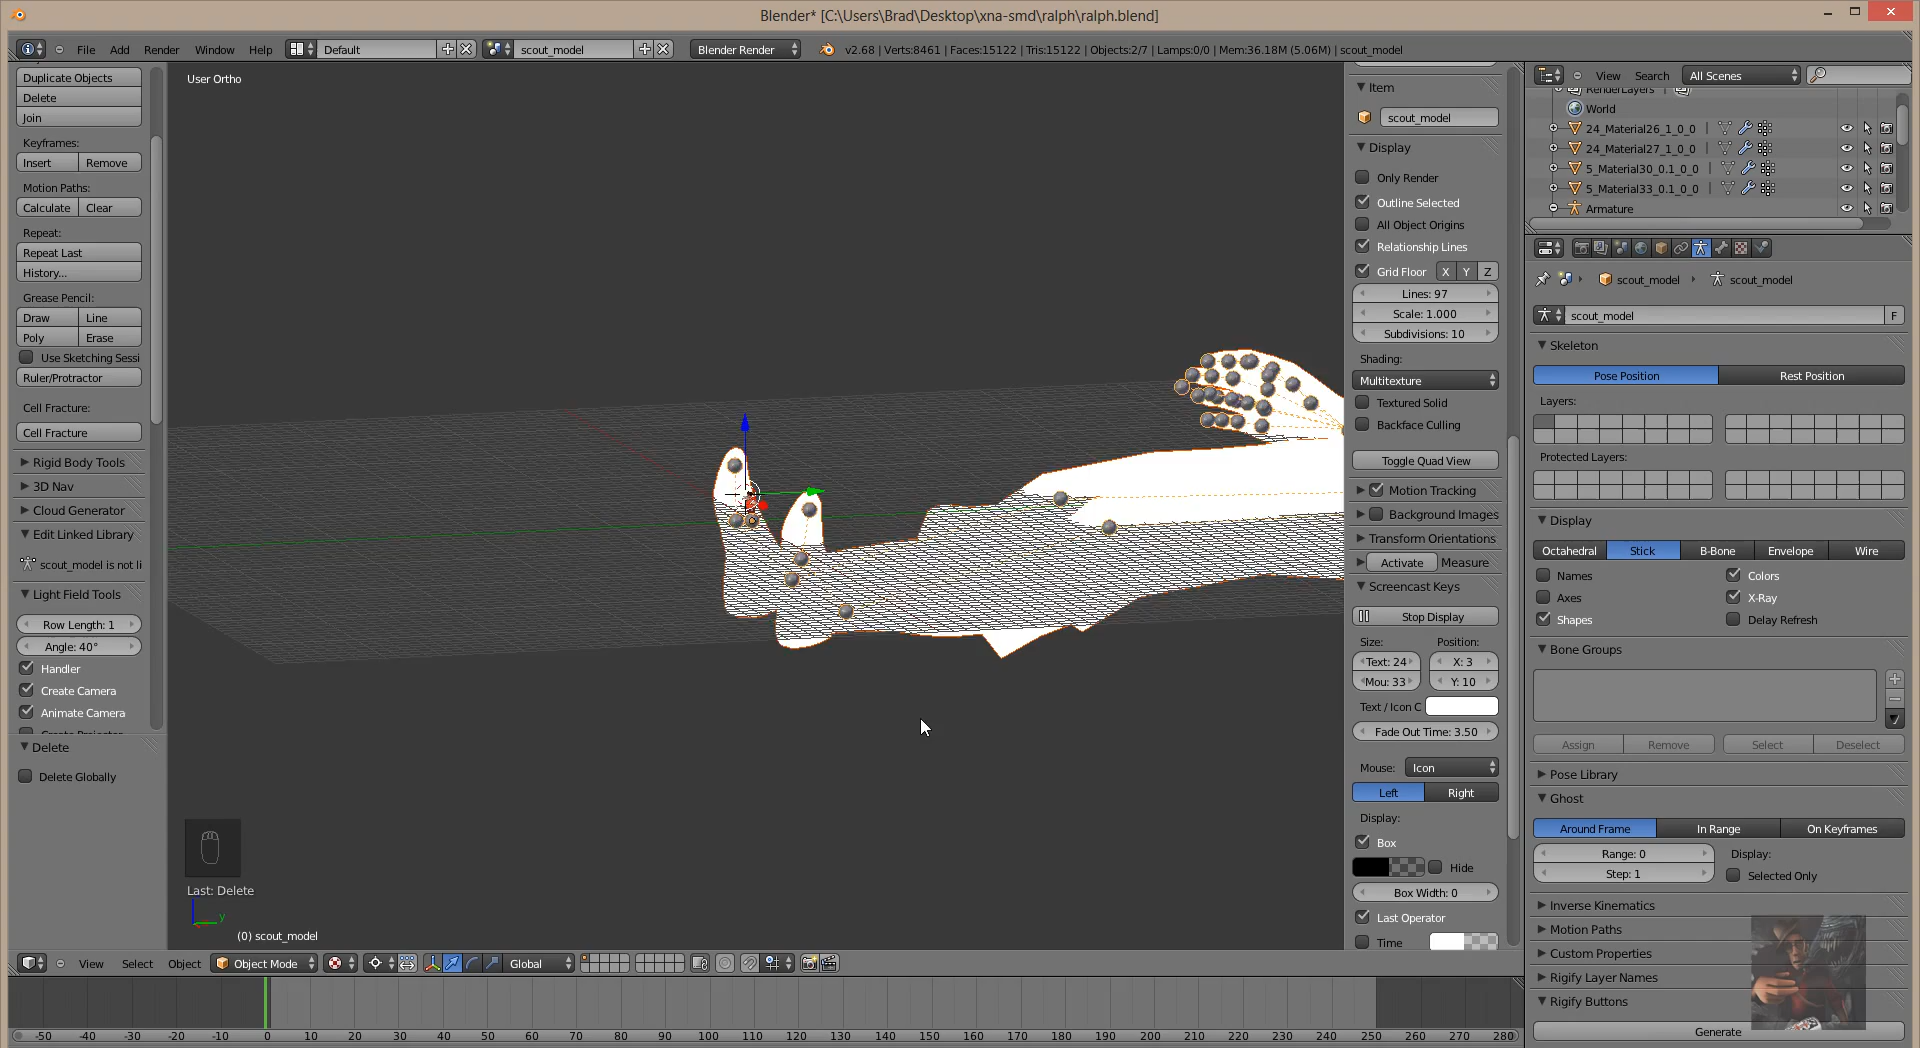 Blender* [C:\Users\Brad\Desktop\xna-smd\ralph\ralph.blend]
File Add Render Window Help Default scout_model Blender Render v2.68 | Verts:8461 | Faces:15122 | Tris:15122 | Objects:2/7 | Lamps:0/0 | Mem:36.18M (5.06M) | scout_model
Duplicate Objects
Delete
Join
Keyframes:
Insert Remove
Motion Paths:
Calculate Clear
Repeat:
Repeat Last
History...
Grease Pencil:
Draw Line
Poly Erase
Use Sketching Sessi
Ruler/Protractor
Cell Fracture:
Cell Fracture
Rigid Body Tools
3D Nav
Cloud Generator
Edit Linked Library
scout_model is not li
Light Field Tools
Row Length: 1
Angle: 40°
Handler
Create Camera
Animate Camera
Delete
Delete Globally
User Ortho
Last: Delete
y
(0) scout_model
Item
scout_model
Display
Only Render
Outline Selected
All Object Origins
Relationship Lines
Grid Floor X Y Z
Lines: 97
Scale: 1.000
Subdivisions: 10
Shading:
Multitexture
Textured Solid
Backface Culling
Toggle Quad View
Motion Tracking
Background Images
Transform Orientations
Activate Measure
Screencast Keys
Stop Display
Size: Position:
Text: 24 X: 3
Mou: 33 Y: 10
Text / Icon C
Fade Out Time: 3.50
Mouse: Icon
Left Right
Display:
Box
Hide
Box Width: 0
Last Operator
Time
View Search All Scenes
RenderLayers |
World
24_Material26_1_0_0 |
24_Material27_1_0_0 |
5_Material30_0.1_0_0 |
5_Material33_0.1_0_0 |
Armature
scout_model scout_model
scout_model F
Skeleton
Pose Position Rest Position
Layers:
Protected Layers:
Display
Octahedral Stick B-Bone Envelope Wire
Names Colors
Axes X-Ray
Shapes Delay Refresh
Bone Groups
Assign Remove Select Deselect
Pose Library
Ghost
Around Frame In Range On Keyframes
Range: 0 Display:
Step: 1 Selected Only
Inverse Kinematics
Motion Paths
Custom Properties
Rigify Layer Names
Rigify Buttons
Generate
View Select Object Object Mode Global
-50 -40 -30 -20 -10 0 10 20 30 40 50 60 70 80 90 100 110 120 130 140 150 160 170 180 190 200 210 220 230 240 250 260 270 280